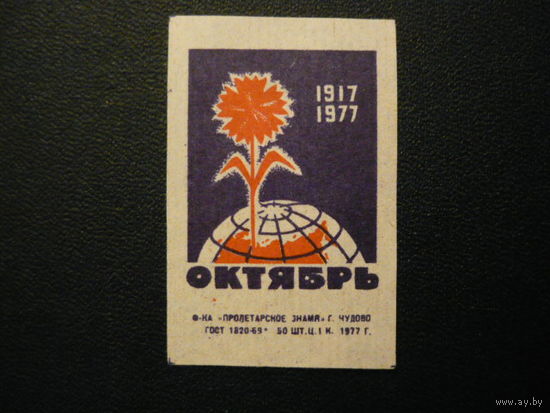 1917
1977
ОКТЯБРЬ
Ф-КА «ПРОЛЕТАРСКОЕ ЗНАМЯ» Г. ЧУДОВО
ГОСТ 1820-69* 50 ШТ. Ц. 1 К. 1977 Г.
www.ay.by